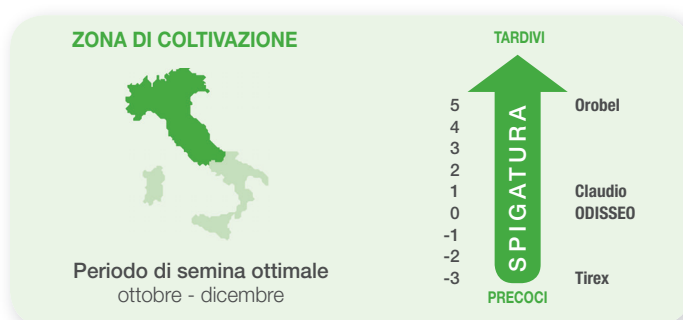 ZONA DI COLTIVAZIONE
Periodo di semina ottimale
ottobre - dicembre
TARDIVI
5 Orobel
4
3
2
1 Claudio
0 ODISSEO
-1
-2
-3 Tirex
SPIGATURA
PRECOCI